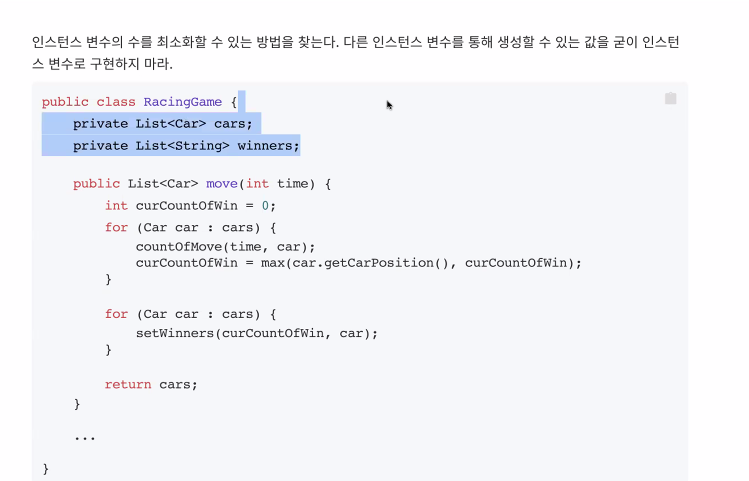 인스턴스 변수의 수를 최소화할 수 있는 방법을 찾는다. 다른 인스턴스 변수를 통해 생성할 수 있는 값을 굳이 인스턴
스 변수로 구현하지 마라.
public class RacingGame {
    private List<Car> cars;
    private List<String> winners;
    public List<Car> move(int time) {
        int curCountOfWin = 0;
        for (Car car : cars) {
            countOfMove(time, car);
            curCountOfWin = max(car.getCarPosition(), curCountOfWin);
        }
        for (Car car : cars) {
            setWinners(curCountOfWin, car);
        }
        return cars;
    }
    ...
}